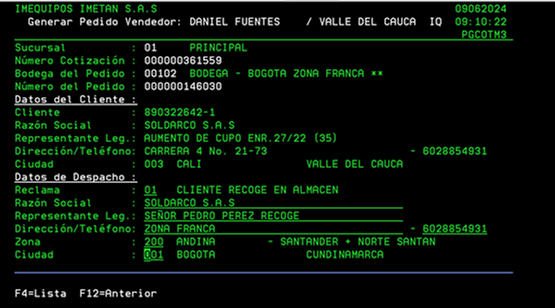 IMEQUIPOS IMETAN S.A.S 09062024
Generar Pedido Vendedor: DANIEL FUENTES / VALLE DEL CAUCA IQ 09:10:22
PGCOTM3
Sucursal : 01 PRINCIPAL
Número Cotización : 000000361559
Bodega del Pedido : 00102 BODEGA - BOGOTA ZONA FRANCA **
Número del Pedido : 000000146030
Datos del Cliente :
Cliente : 890322642-1
Razón Social : SOLDARCO S.A.S
Representante Leg.: AUMENTO DE CUPO ENR.27/22 (35)
Dirección/Teléfono: CARRERA 4 No. 21-73 - 6028854931
Ciudad : 003 CALI VALLE DEL CAUCA
Datos de Despacho :
Reclama : 01 CLIENTE RECOGE EN ALMACEN
Razón Social : SOLDARCO S.A.S
Representante Leg.: SEÑOR PEDRO PEREZ RECOGE
Dirección/Teléfono: ZONA FRANCA - 6028854931
Zona : 200 ANDINA - SANTANDER + NORTE SANTAN
Ciudad : 001 BOGOTA CUNDINAMARCA
F4=Lista F12=Anterior